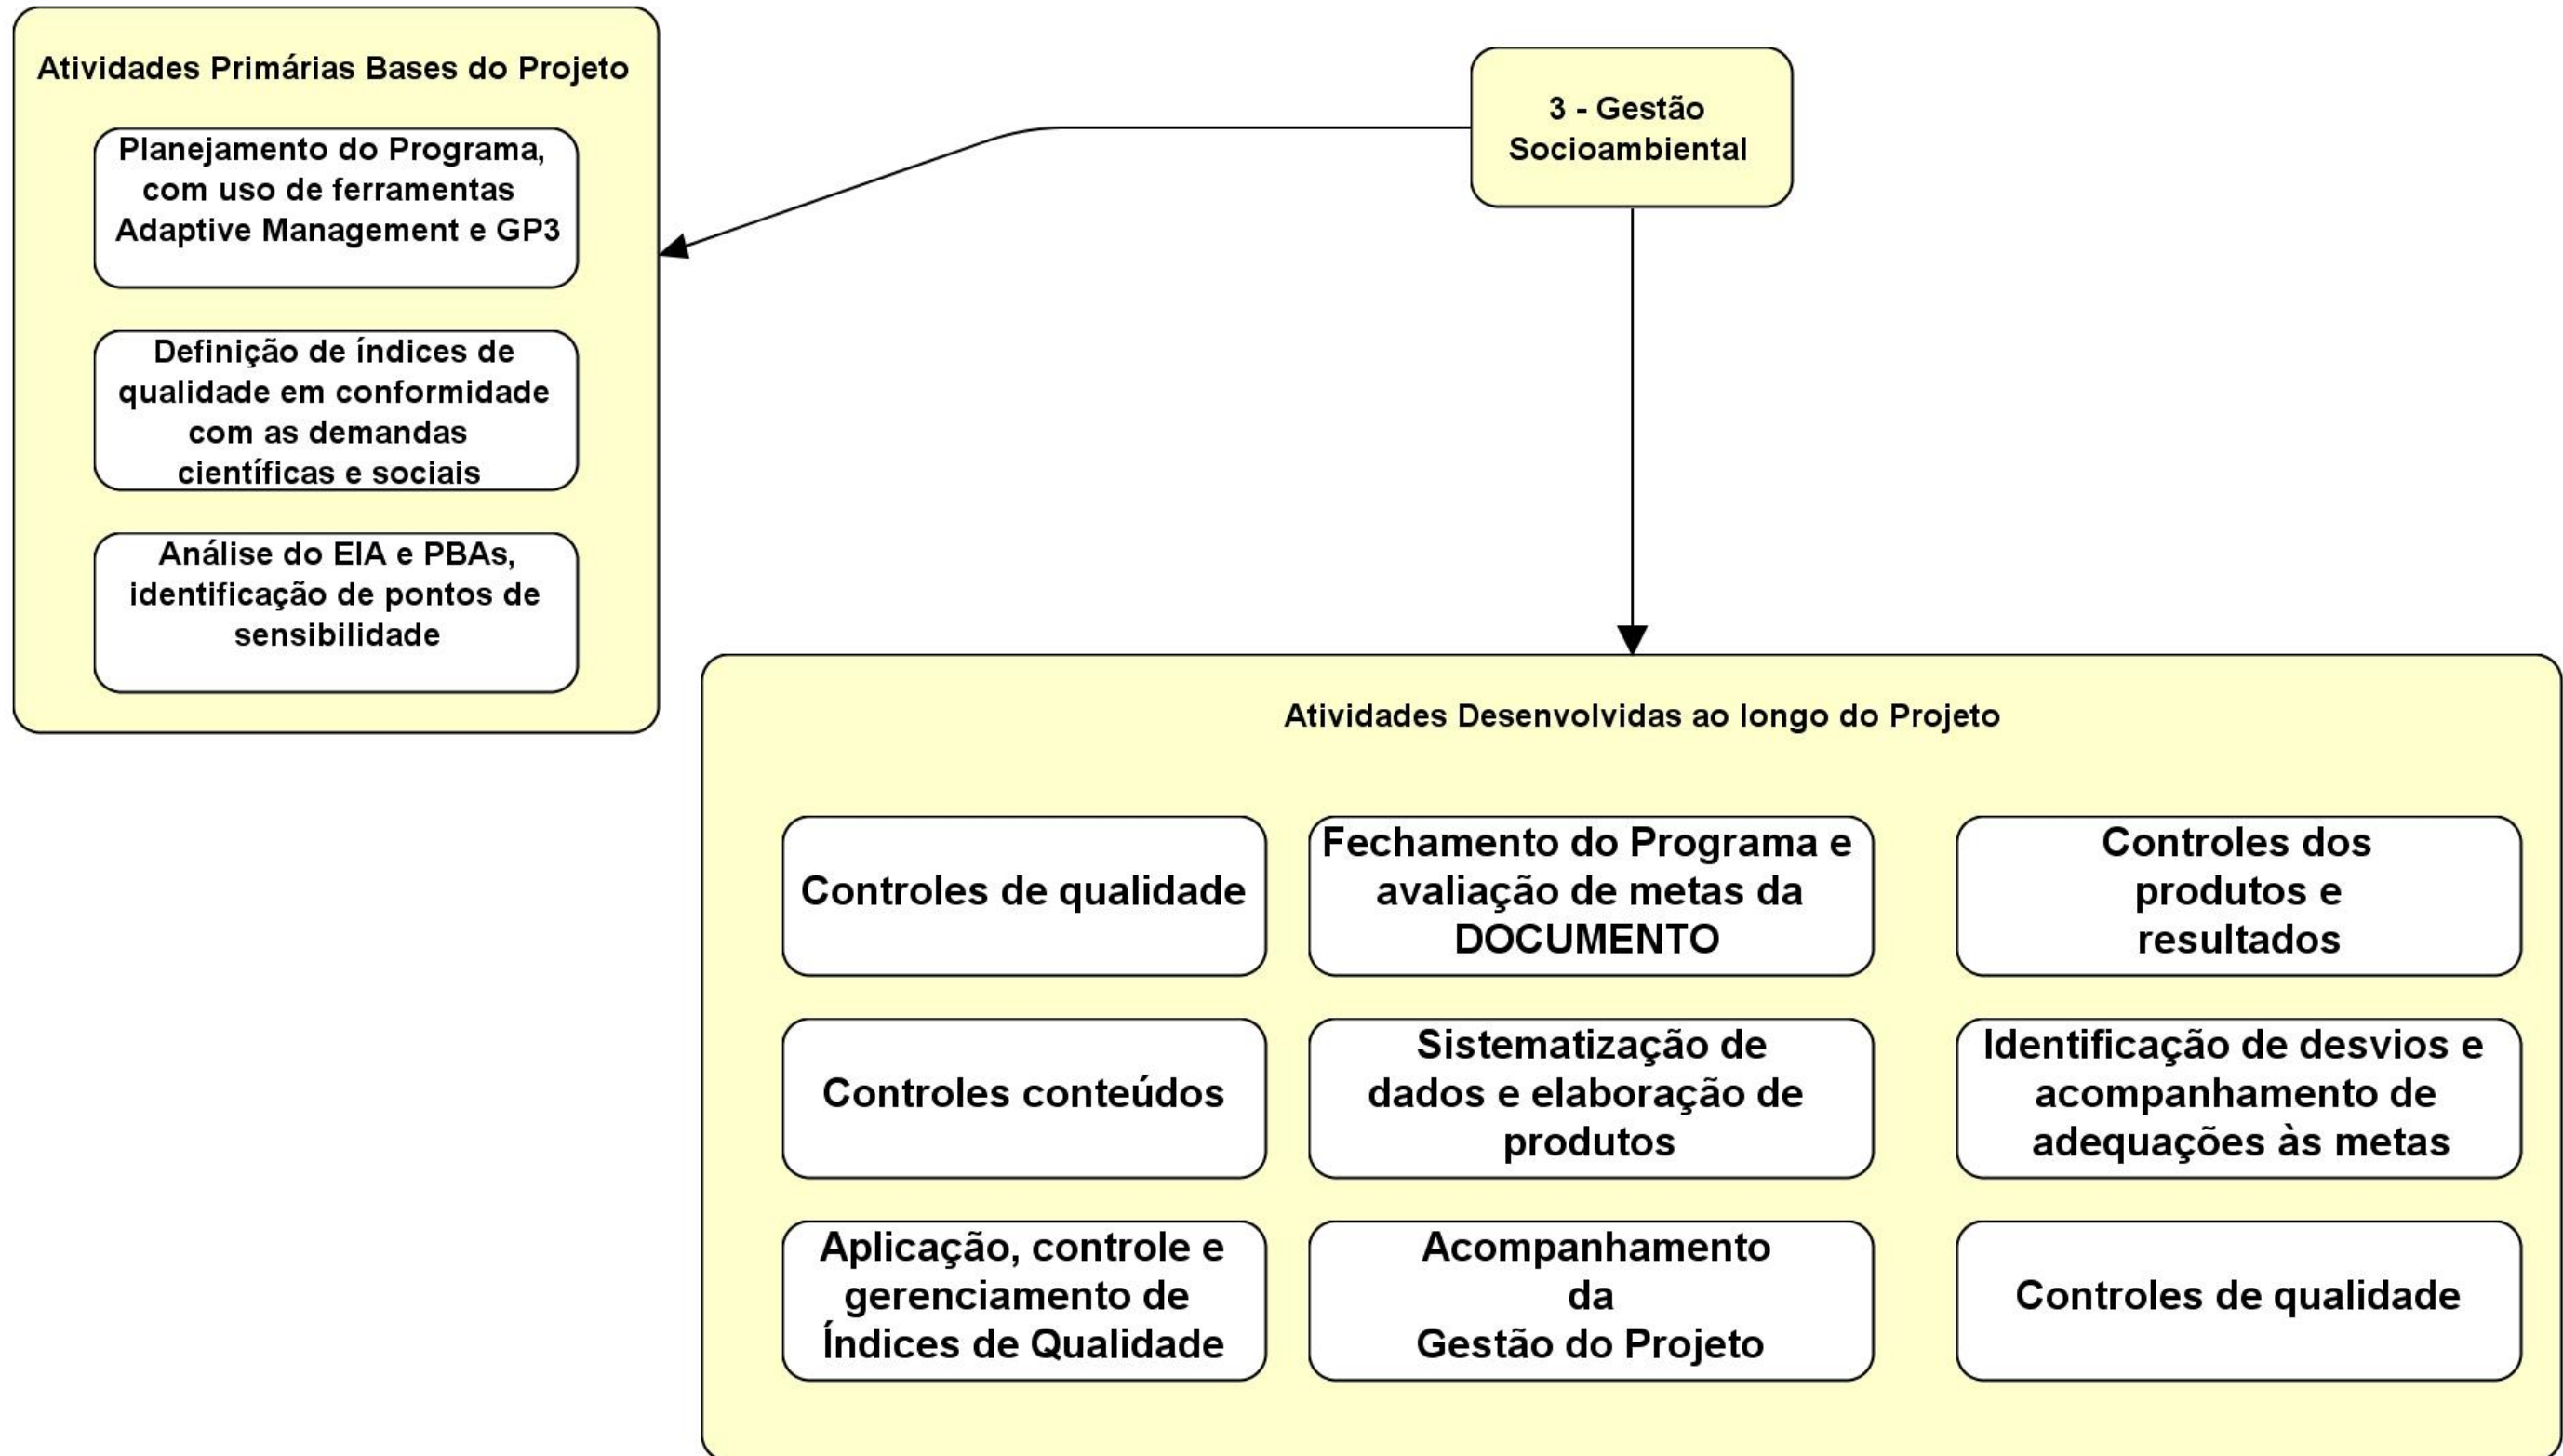 Atividades Primárias Bases do Projeto
Planejamento do Programa,
com uso de ferramentas
Adaptive Management e GP3
Definição de índices de
qualidade em conformidade
com as demandas
científicas e sociais
Análise do EIA e PBAs,
identificação de pontos de
sensibilidade
3 - Gestão
Socioambiental
Atividades Desenvolvidas ao longo do Projeto
Controles de qualidade
Fechamento do Programa e
avaliação de metas da
DOCUMENTO
Controles dos
produtos e
resultados
Controles conteúdos
Sistematização de
dados e elaboração de
produtos
Identificação de desvios e
acompanhamento de
adequações às metas
Aplicação, controle e
gerenciamento de
Índices de Qualidade
Acompanhamento
da
Gestão do Projeto
Controles de qualidade